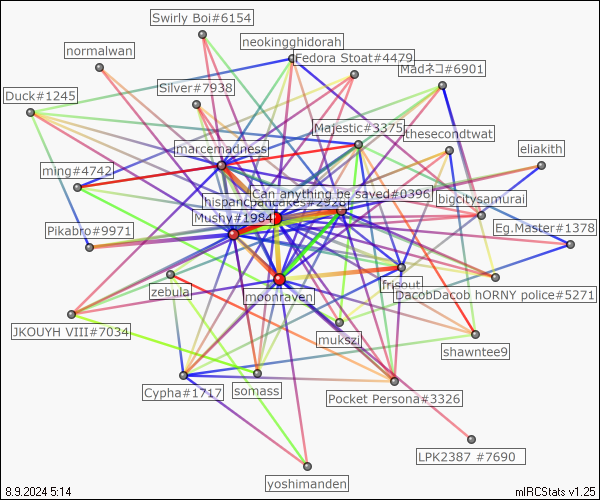 Swirly Boi#6154
neokingghidorah
normalwan
Fedora Stoat#4479
Madネコ#6901
Silver#7938
Duck#1245
Majestic#3375
thesecondtwat
marcemadness
eliakith
ming#4742
Can anything be saved#0396
bigcitysamurai
hispanicpancakes#2926
Mushy#1984
Pikabro#9971
Eg.Master#1378
frisout
zebula
moonraven
DacobDacob hORNY police#5271
JKOUYH VIII#7034
mukszi
shawntee9
Cypha#1717
somass
Pocket Persona#3326
LPK2387 #7690
yoshimanden
8.9.2024 5:14
mIRCStats v1.25